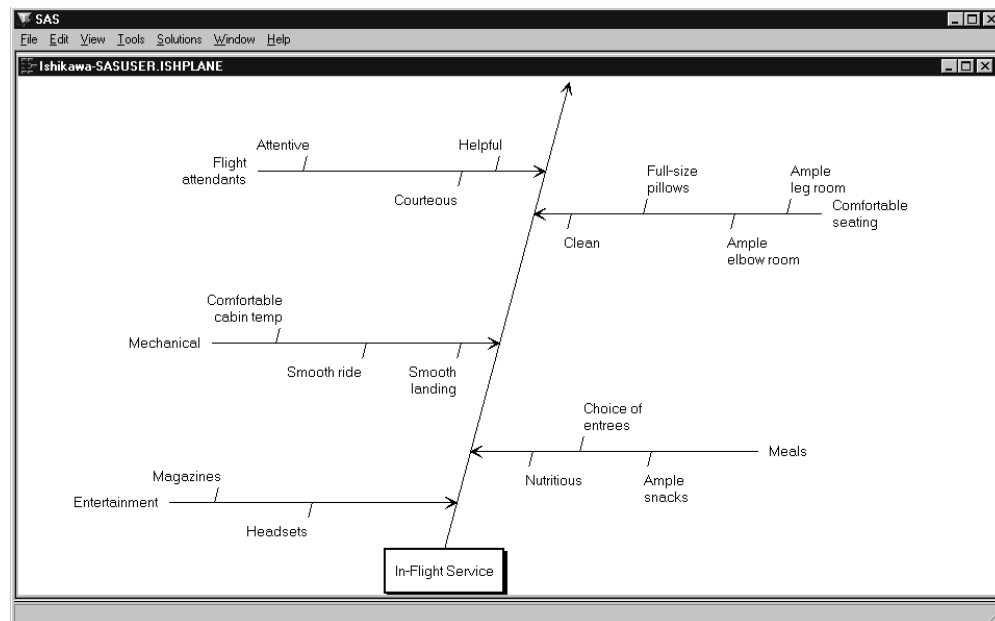 SAS
File Edit View Tools Solutions Window Help
Ishikawa-SASUSER.ISHPLANE
Attentive
Helpful
Flight
attendants
Courteous
Full-size
pillows
Ample
leg room
Comfortable
seating
Clean
Ample
elbow room
Comfortable
cabin temp
Mechanical
Smooth ride
Smooth
landing
Choice of
entrees
Meals
Nutritious
Ample
snacks
Magazines
Entertainment
Headsets
In-Flight Service